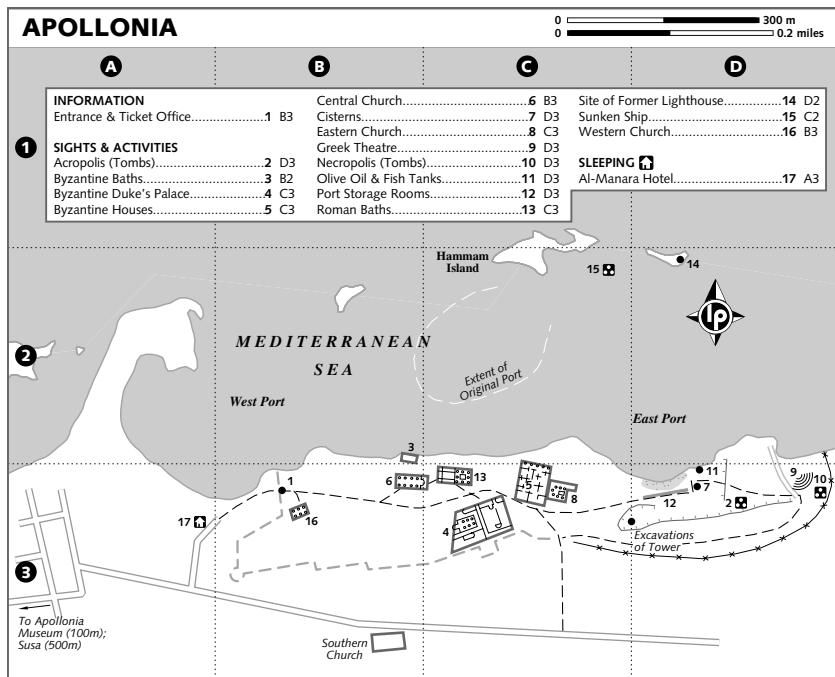 APOLLONIA
0 300 m
0 0.2 miles
A B C D
INFORMATION
Entrance & Ticket Office 1 B3
SIGHTS & ACTIVITIES
Acropolis (Tombs) 2 D3
Byzantine Baths 3 B2
Byzantine Duke's Palace 4 C3
Byzantine Houses 5 C3
Central Church 6 B3
Cisterns 7 D3
Eastern Church 8 C3
Greek Theatre 9 D3
Necropolis (Tombs) 10 D3
Olive Oil & Fish Tanks 11 D3
Port Storage Rooms 12 D3
Roman Baths 13 C3
Site of Former Lighthouse 14 D2
Sunken Ship 15 C2
Western Church 16 B3
SLEEPING
Al-Manara Hotel 17 A3
1
Hammam
Island
15
14
lp
2
MEDITERRANEAN
SEA
Extent of
Original Port
West Port
East Port
3
11
9
10
1
6
13
5
8
7
12
2
17
16
4
Excavations
of Tower
3
To Apollonia
Museum (100m);
Susa (500m)
Southern
Church